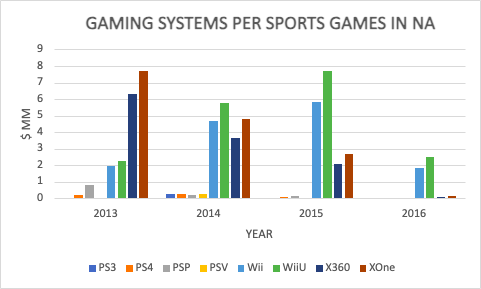 GAMING SYSTEMS PER SPORTS GAMES IN NA
9
8
7
6
5
4
3
2
1
0
$ MM
2013 2014 2015 2016
YEAR
PS3 PS4 PSP PSV Wii WiiU X360 XOne